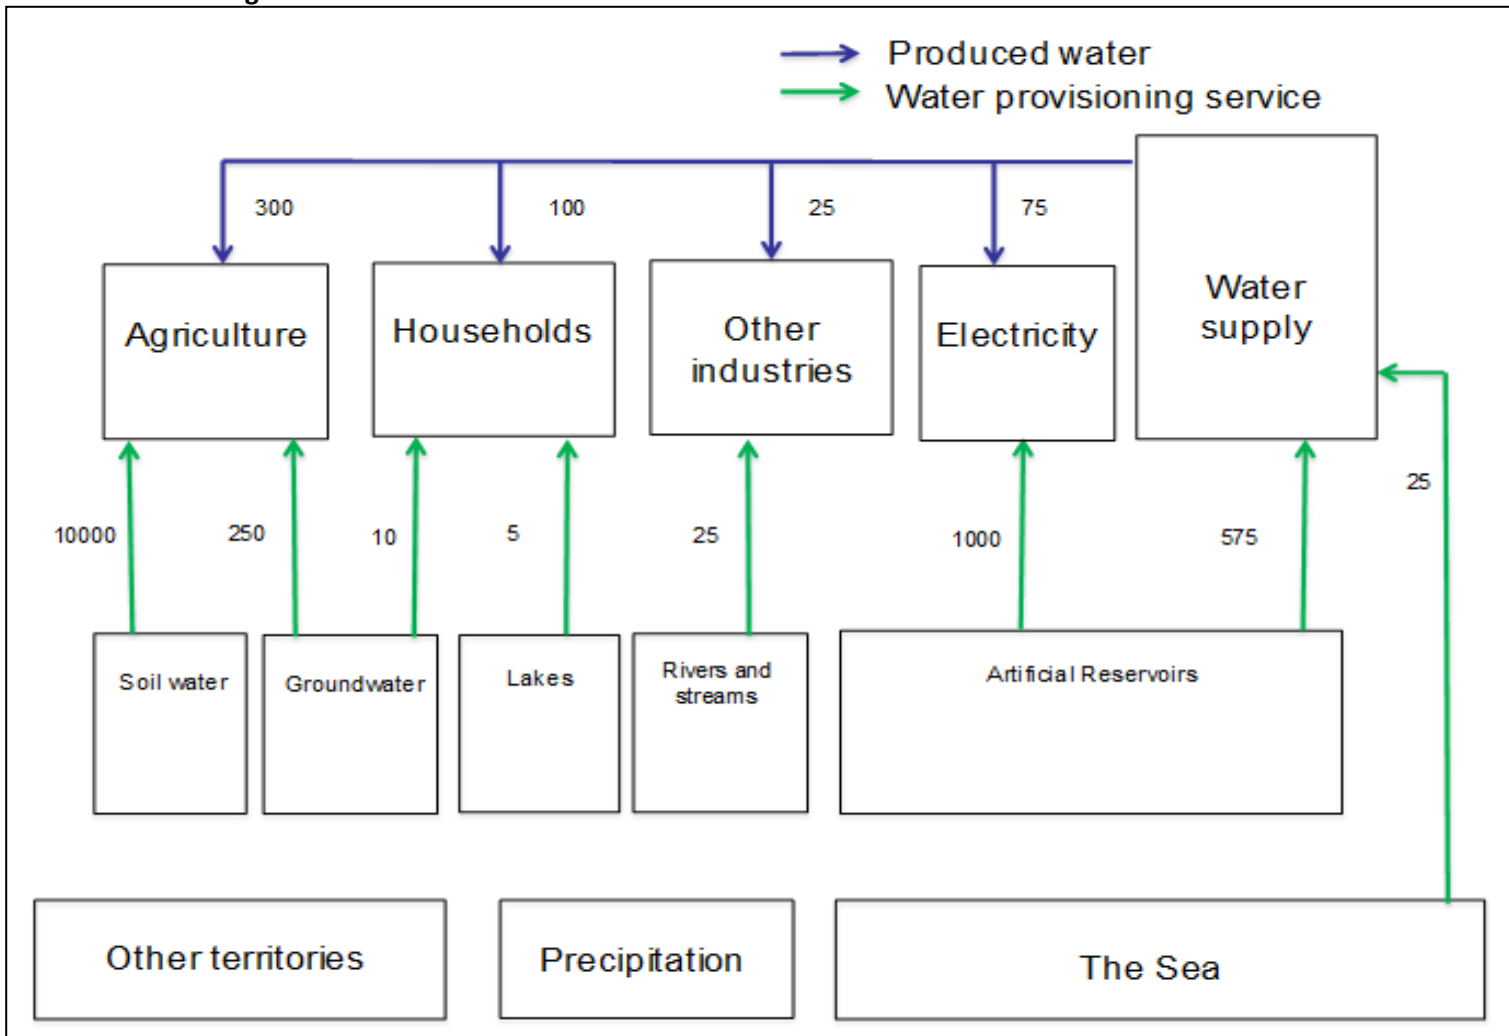 Produced water
Water provisioning service
300
100
25
75
Water
supply
Agriculture
Households
Other
industries
Electricity
10000
250
10
5
25
1000
575
25
Soil water
Groundwater
Lakes
Rivers and
streams
Artificial Reservoirs
Other territories
Precipitation
The Sea